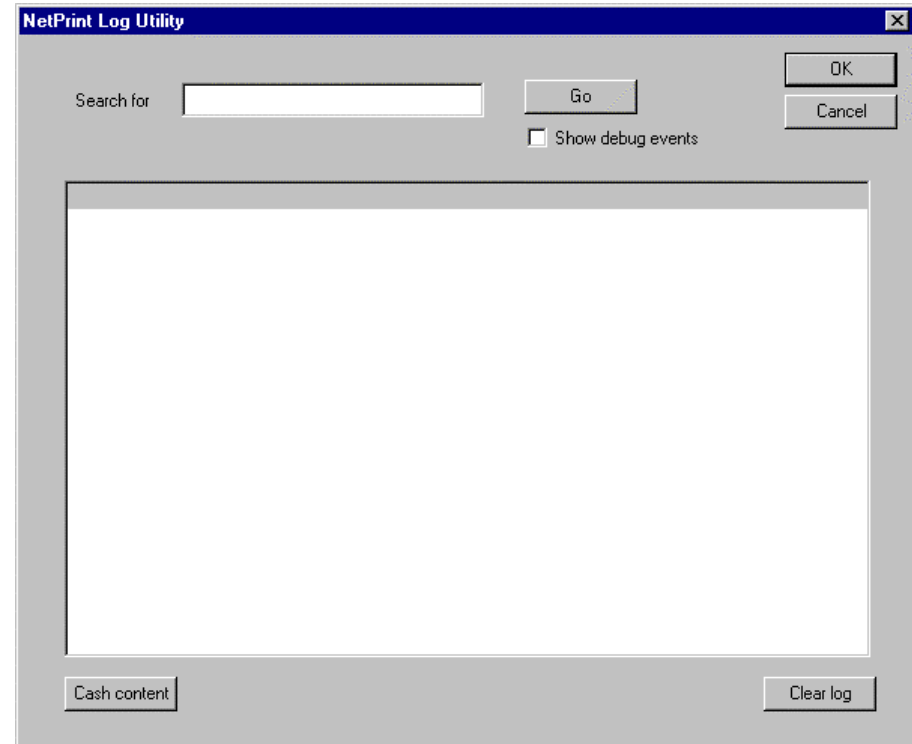 NetPrint Log Utility
OK
Search for
Go
Cancel
Show debug events
Cash content
Clear log